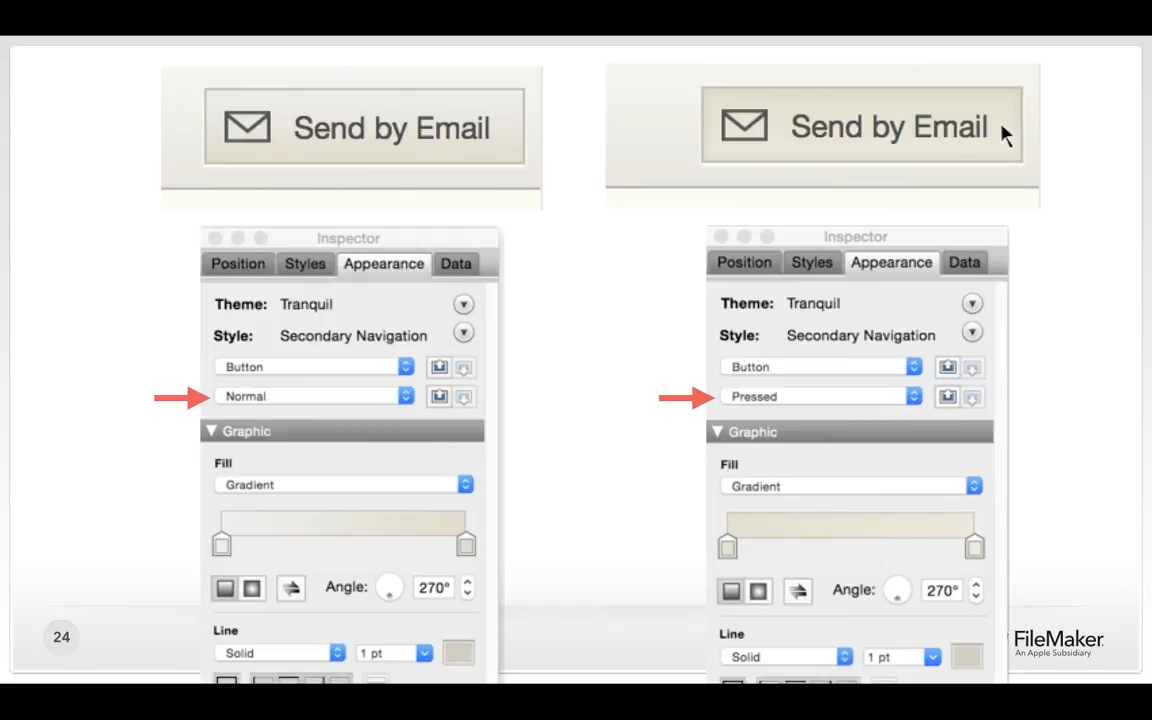 Send by Email
Inspector
Position Styles Appearance Data
Theme: Tranquil
Style: Secondary Navigation
Button
Normal
Graphic
Fill
Gradient
Angle: 270°
Line
Solid 1 pt
Send by Email
Inspector
Position Styles Appearance Data
Theme: Tranquil
Style: Secondary Navigation
Button
Pressed
Graphic
Fill
Gradient
Angle: 270°
Line
Solid 1 pt
24
FileMaker
An Apple Subsidiary